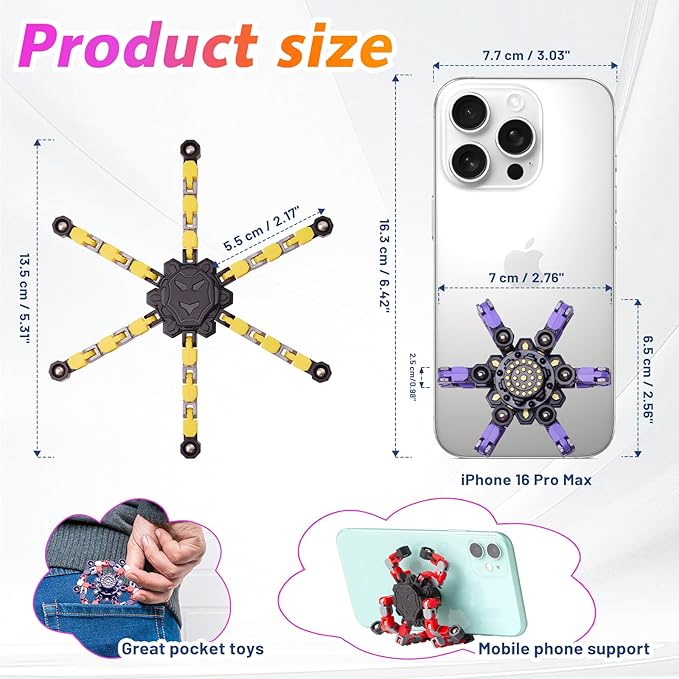 Product size
7.7 cm / 3.03"
13.5 cm / 5.31"
5.5 cm / 2.17"
16.3 cm / 6.42"
7 cm / 2.76"
2.5 cm/0.98"
6.5 cm / 2.56"
iPhone 16 Pro Max
Great pocket toys
Mobile phone support